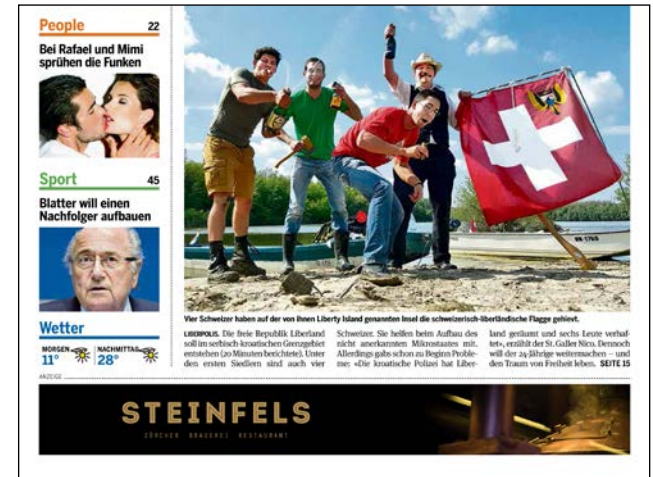 People 22
Bei Rafael und Mimi
sprühen die Funken
Sport 45
Blatter will einen
Nachfolger aufbauen
Wetter
MORGEN
11°
NACHMITTAG
28°
Vier Schweizer haben auf der von ihnen Liberty Island genannten Insel die schweizerisch-liberländische Flagge gehievt.
LIBERPOLIS. Die freie Republik Liberland
soll im serbisch-kroatischen Grenzgebiet
entstehen (20 Minuten berichtete). Unter
den ersten Siedlern sind auch vier
Schweizer. Sie helfen beim Aufbau des
nicht anerkannten Mikrostaates mit.
Allerdings gabs schon zu Beginn Proble-
me: «Die kroatische Polizei hat Liber-
land geräumt und sechs Leute verhaf-
tet», erzählt der St. Galler Nico. Dennoch
will der 24-Jährige weitermachen – und
den Traum von Freiheit leben. SEITE 15
ANZEIGE
STEINFELS
ZÜRCHER BRAUEREI RESTAURANT